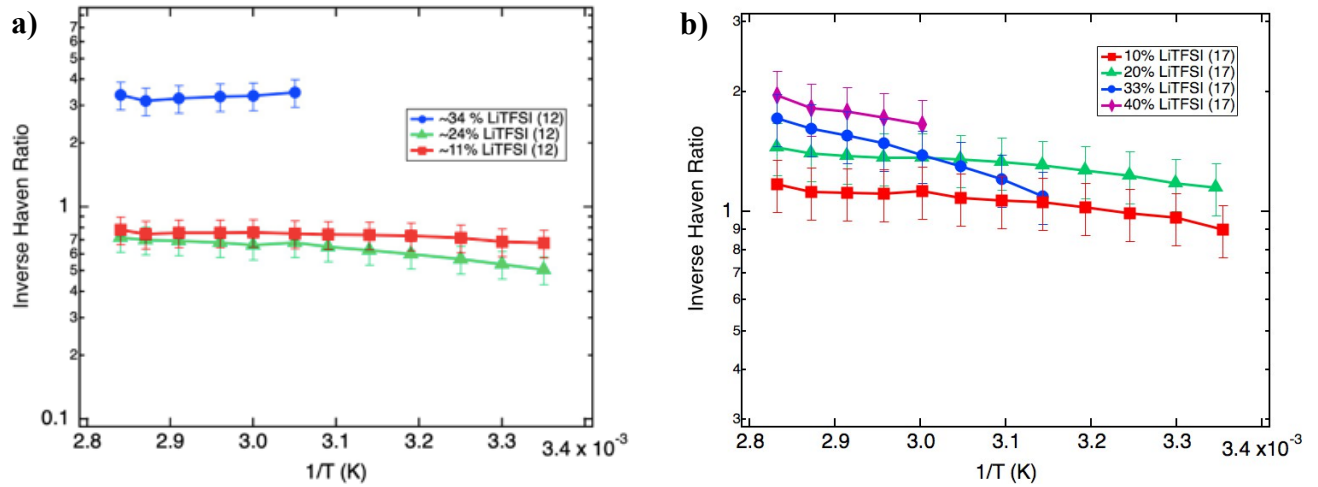 a)
7
6
5
4
3
2
1
7
6
5
4
3
2
0.1
Inverse Haven Ratio
~34 % LiTFSI (12)
~24% LiTFSI (12)
~11% LiTFSI (12)
2.8 2.9 3.0 3.1 3.2 3.3 3.4 x 10⁻³
1/T (K)
b)
3
2
1
9
8
7
6
5
4
3
Inverse Haven Ratio
10% LiTFSI (17)
20% LiTFSI (17)
33% LiTFSI (17)
40% LiTFSI (17)
2.8 2.9 3.0 3.1 3.2 3.3 3.4 x 10⁻³
1/T (K)